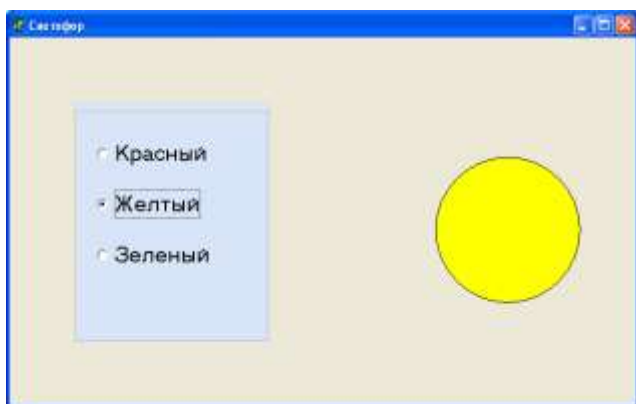 Светофор
Красный
Желтый
Зеленый